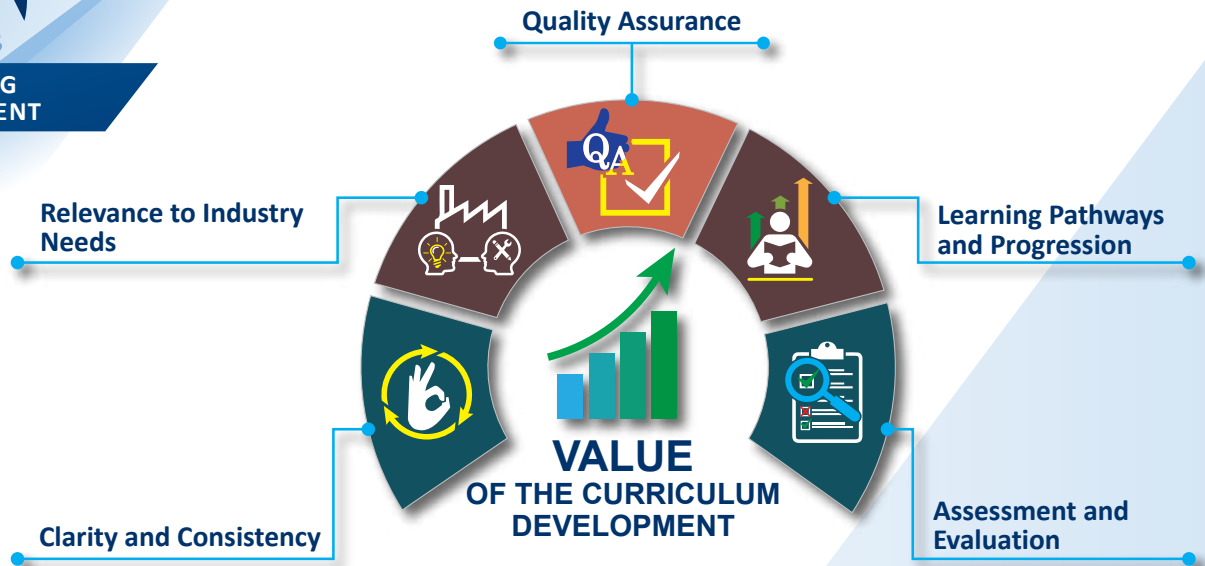 Quality Assurance
G
ENT
Relevance to Industry
Needs
QA
Learning Pathways
and Progression
VALUE
OF THE CURRICULUM
DEVELOPMENT
Clarity and Consistency
Assessment and
Evaluation